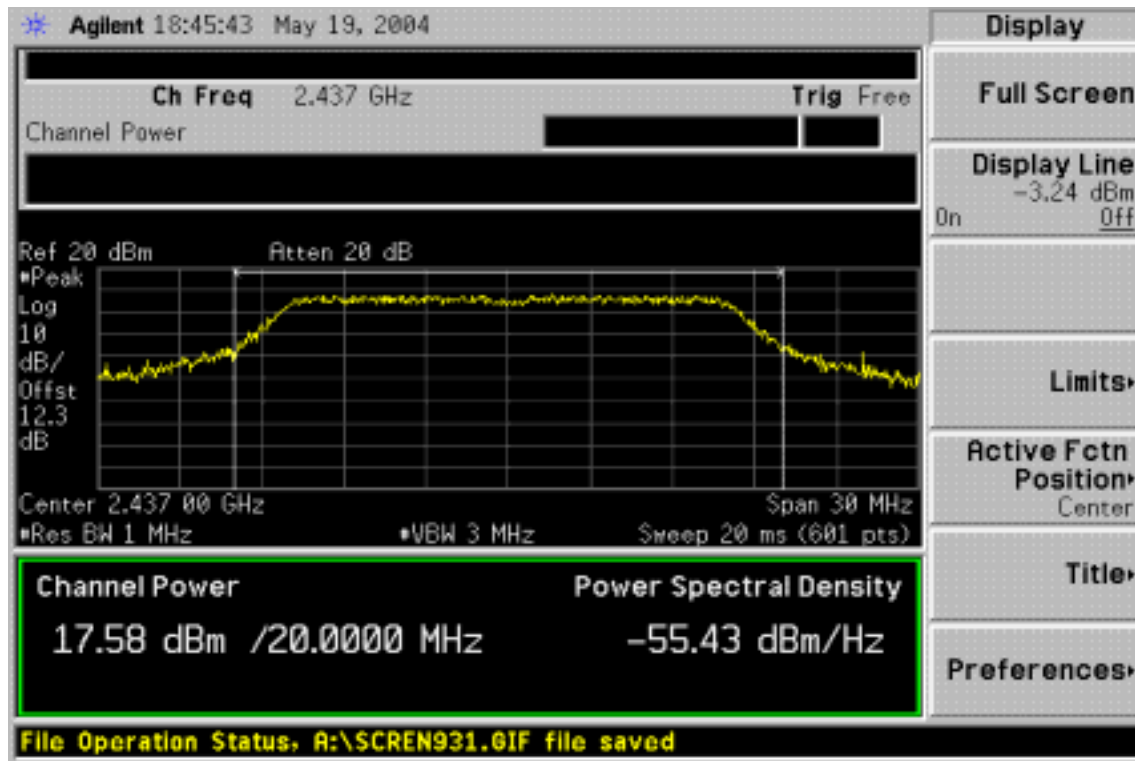 Agilent 18:45:43 May 19, 2004
Display
Ch Freq 2.437 GHz
Trig Free
Channel Power
Full Screen
Display Line
-3.24 dBm
On Off
Ref 20 dBm
Atten 20 dB
#Peak
Log
10
dB/
Offst
12.3
dB
Center 2.437 00 GHz
Span 30 MHz
#Res BW 1 MHz
#VBW 3 MHz
Sweep 20 ms (601 pts)
Limits
Active Fctn
Position
Center
Title
Preferences
Channel Power
Power Spectral Density
17.58 dBm /20.0000 MHz
-55.43 dBm/Hz
File Operation Status, A:\SCREN931.GIF file saved